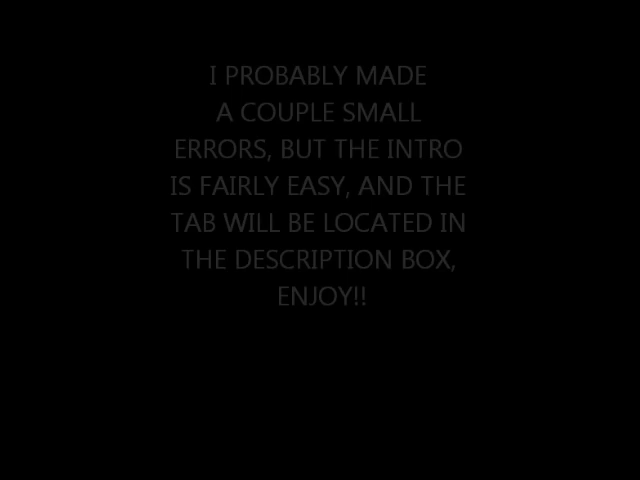 I PROBABLY MADE
A COUPLE SMALL
ERRORS, BUT THE INTRO
IS FAIRLY EASY, AND THE
TAB WILL BE LOCATED IN
THE DESCRIPTION BOX,
ENJOY!!